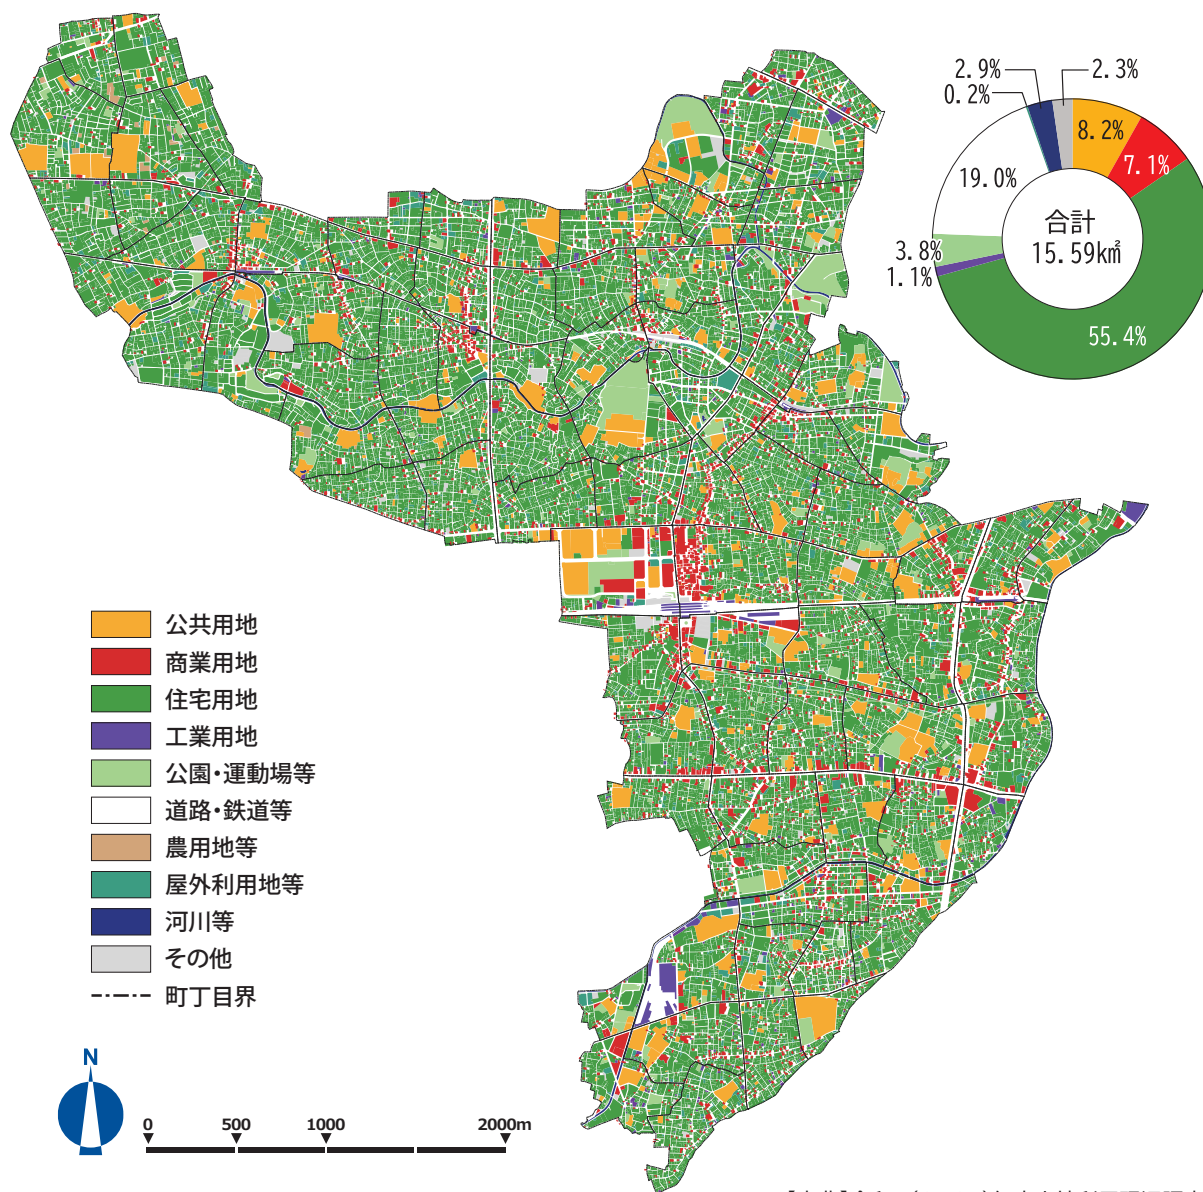 2.9%
2.3%
0.2%
8.2%
7.1%
19.0%
合計
15.59k㎡
3.8%
1.1%
55.4%
公共用地
商業用地
住宅用地
工業用地
公園・運動場等
道路・鉄道等
農用地等
屋外利用地等
河川等
その他
町丁目界
N
0 500 1000 2000m